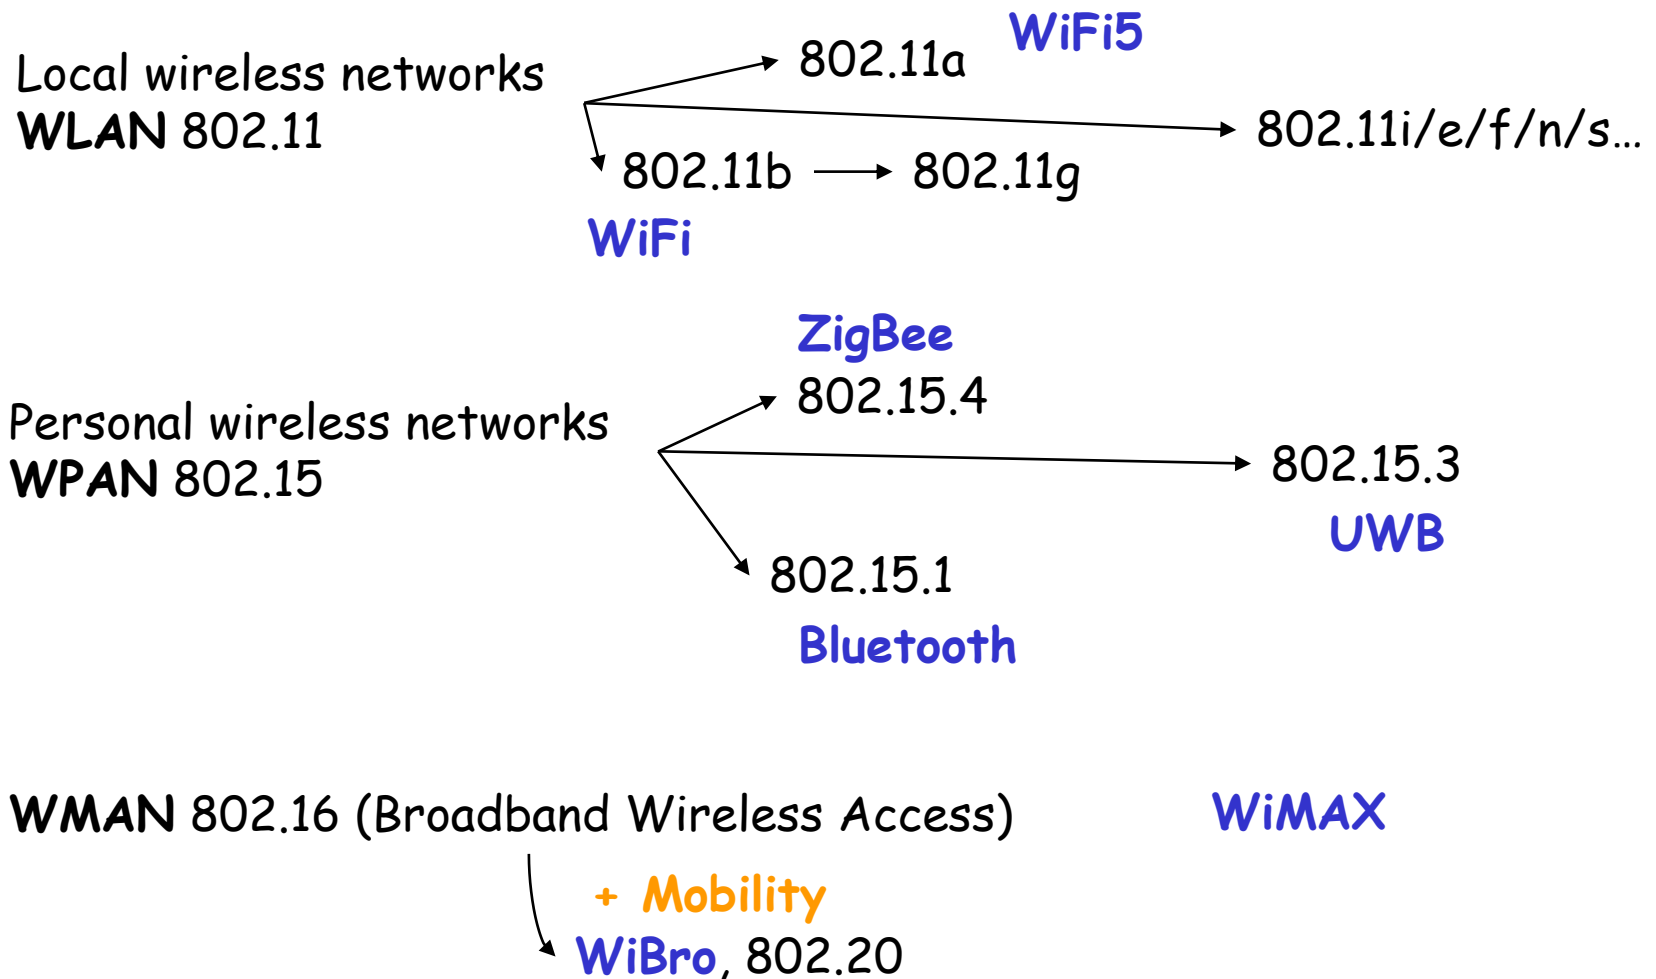 WiFi5
Local wireless networks
802.11a
WLAN 802.11
802.11i/e/f/n/s...
802.11b
802.11g
WiFi
ZigBee
802.15.4
Personal wireless networks
WPAN 802.15
802.15.3
UWB
802.15.1
Bluetooth
WMAN 802.16 (Broadband Wireless Access)
WiMAX
+ Mobility
WiBro, 802.20